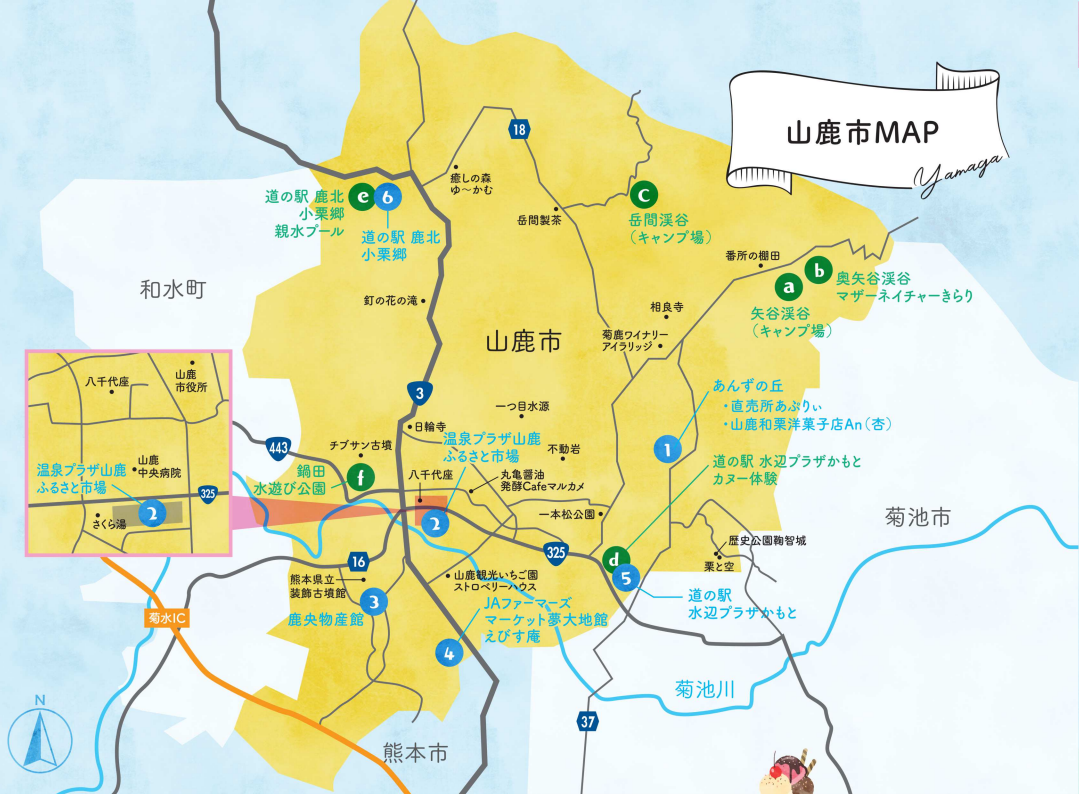 山鹿市MAP
Yamaga
18
癒しの森
ゆ〜かむ
道の駅 鹿北
小栗郷
親水プール
e
6
道の駅 鹿北
小栗郷
岳間製茶
c
岳間渓谷
（キャンプ場）
番所の棚田
b
奥矢谷渓谷
マザーネイチャーきらり
a
矢谷渓谷
（キャンプ場）
和水町
釘の花の滝
山鹿市
相良寺
菊鹿ワイナリー
アイラリッジ
3
あんずの丘
・直売所あぷりぃ
・山鹿和栗洋菓子店An（杏）
1
一つ目水源
日輪寺
443
チブサン古墳
温泉プラザ山鹿
ふるさと市場
不動岩
道の駅 水辺プラザかもと
カヌー体験
鍋田
水遊び公園
f
八千代座
丸亀醤油
発酵Cafeマルカメ
2
一本松公園
菊池市
八千代座
山鹿
市役所
山鹿
中央病院
温泉プラザ山鹿
ふるさと市場
325
さくら湯
2
16
325
歴史公園鞠智城
栗と空
d
5
道の駅
水辺プラザかもと
熊本県立
装飾古墳館
山鹿観光いちご園
ストロベリーハウス
3
鹿央物産館
JAファーマーズ
マーケット夢大地館
えびす庵
4
菊水IC
菊池川
37
熊本市
N